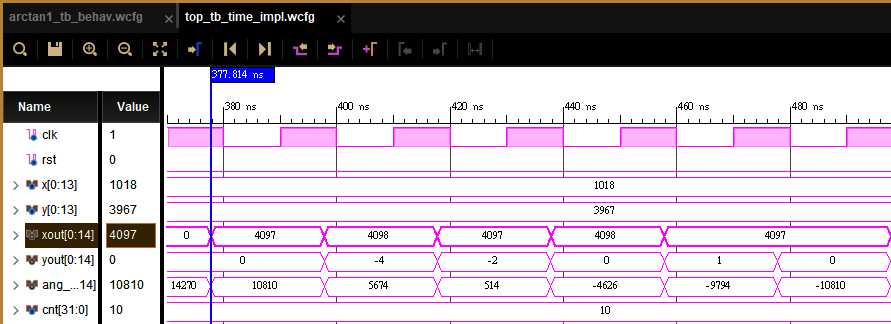 arctan1_tb_behav.wcfg × top_tb_time_impl.wcfg ×
377.814 ns
Name Value 380 ns 400 ns 420 ns 440 ns 460 ns 480 ns
clk 1
rst 0
x[0:13] 1018 1018
y[0:13] 3967 3967
xout[0:14] 4097 0 4097 4098 4097 4098 4097
yout[0:14] 0 0 -4 -2 0 1 0
ang_...14] 10810 14270 10810 5674 514 -4626 -9794 -10810
cnt[31:0] 10 10